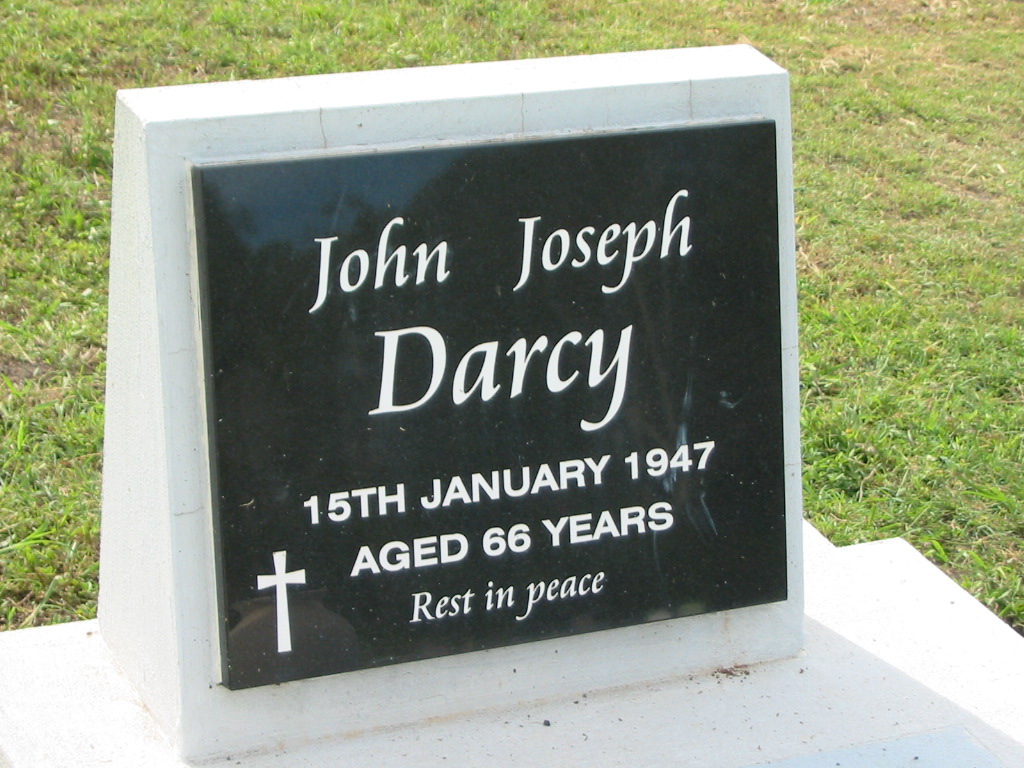 John Joseph
Darcy
15TH JANUARY 1947
AGED 66 YEARS
Rest in peace